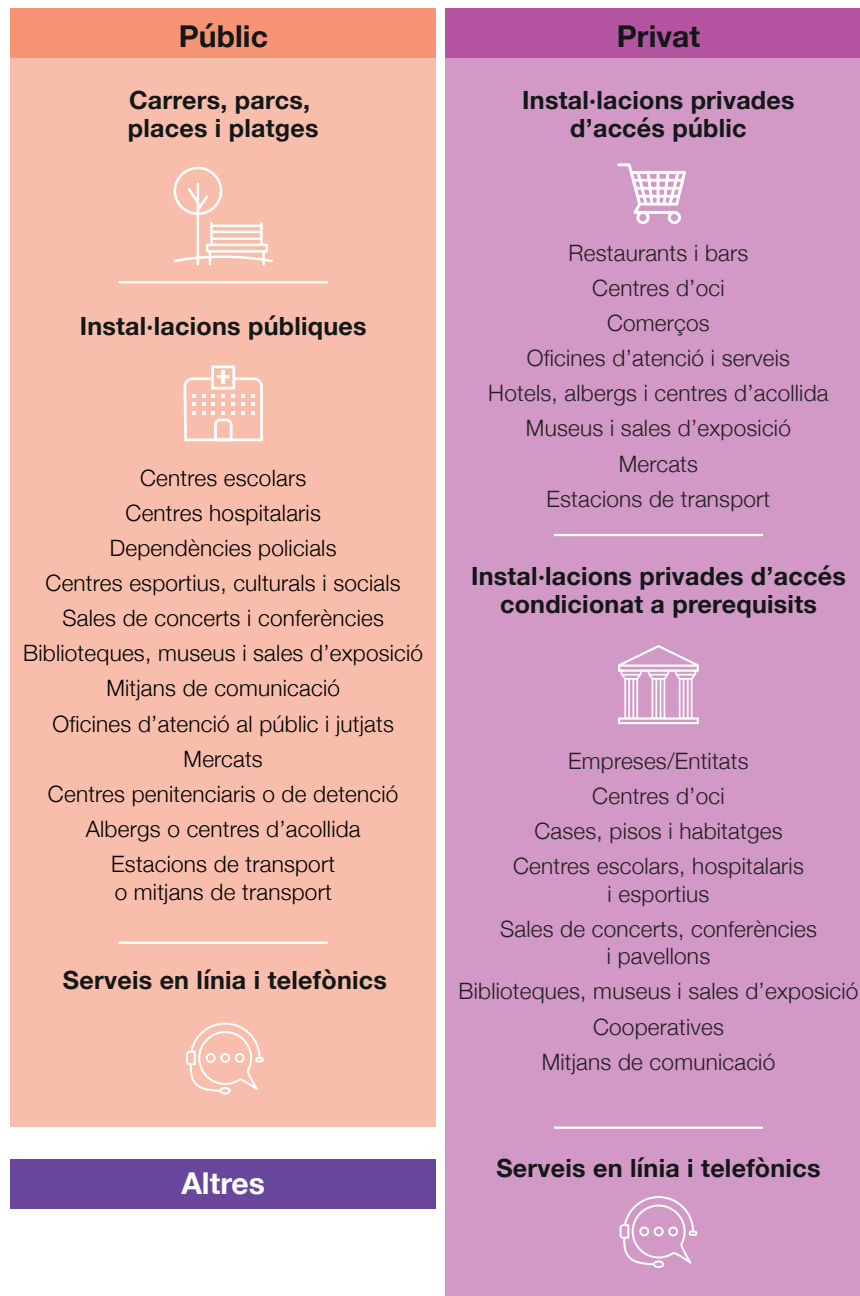 Públic
Carrers, parcs,
places i platges
Instal·lacions públiques
Centres escolars
Centres hospitalaris
Dependències policials
Centres esportius, culturals i socials
Sales de concerts i conferències
Biblioteques, museus i sales d'exposició
Mitjans de comunicació
Oficines d'atenció al públic i jutjats
Mercats
Centres penitenciaris o de detenció
Albergs o centres d'acollida
Estacions de transport
o mitjans de transport
Serveis en línia i telefònics
Altres
Privat
Instal·lacions privades
d'accés públic
Restaurants i bars
Centres d'oci
Comerços
Oficines d'atenció i serveis
Hotels, albergs i centres d'acollida
Museus i sales d'exposició
Mercats
Estacions de transport
Instal·lacions privades d'accés
condicionat a prerequisits
Empreses/Entitats
Centres d'oci
Cases, pisos i habitatges
Centres escolars, hospitalaris
i esportius
Sales de concerts, conferències
i pavellons
Biblioteques, museus i sales d'exposició
Cooperatives
Mitjans de comunicació
Serveis en línia i telefònics